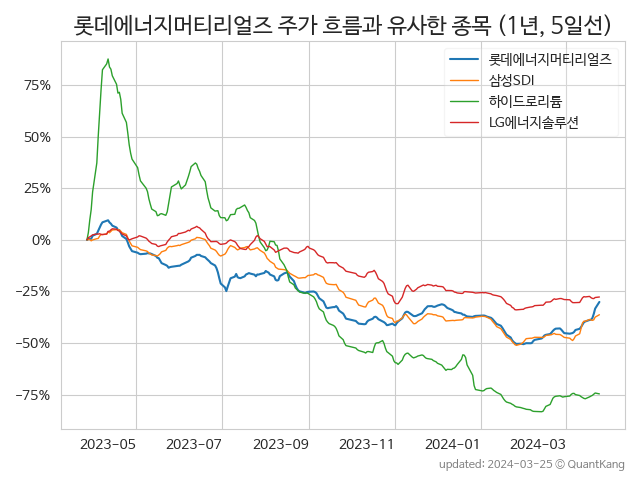 롯데에너지머티리얼즈 주가 흐름과 유사한 종목 (1년, 5일선)
롯데에너지머티리얼즈
삼성SDI
하이드로리튬
LG에너지솔루션
75%
50%
25%
0%
−25%
−50%
−75%
2023-05 2023-07 2023-09 2023-11 2024-01 2024-03
updated: 2024-03-25 © QuantKang